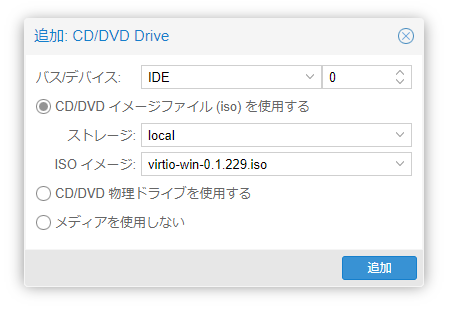 追加: CD/DVD Drive
バス/デバイス: IDE 0
CD/DVD イメージファイル (iso) を使用する
ストレージ: local
ISO イメージ: virtio-win-0.1.229.iso
CD/DVD 物理ドライブを使用する
メディアを使用しない
追加